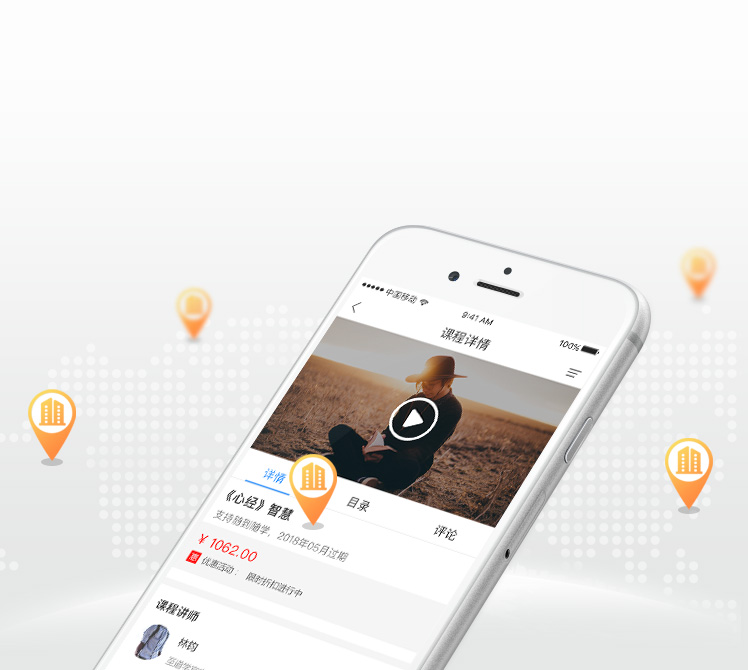 中国移动
9:41 AM
100%
课程详情
详情
目录
评论
《心经》智慧
支持随到随学，2018年05月过期
¥ 1062.00
惠 优惠活动： 限时折扣进行中
课程讲师
林钧